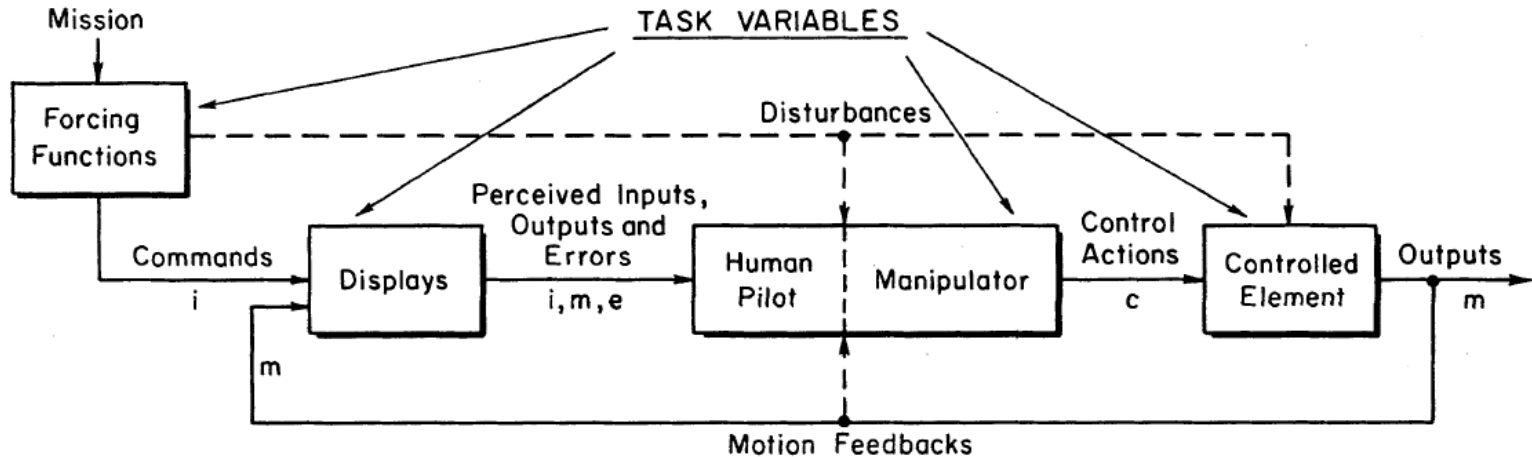 Mission
TASK VARIABLES
Forcing
Functions
Disturbances
Perceived Inputs,
Outputs and
Errors
i, m, e
Commands
i
Displays
Human
Pilot
Manipulator
Control
Actions
c
Controlled
Element
Outputs
m
m
Motion Feedbacks